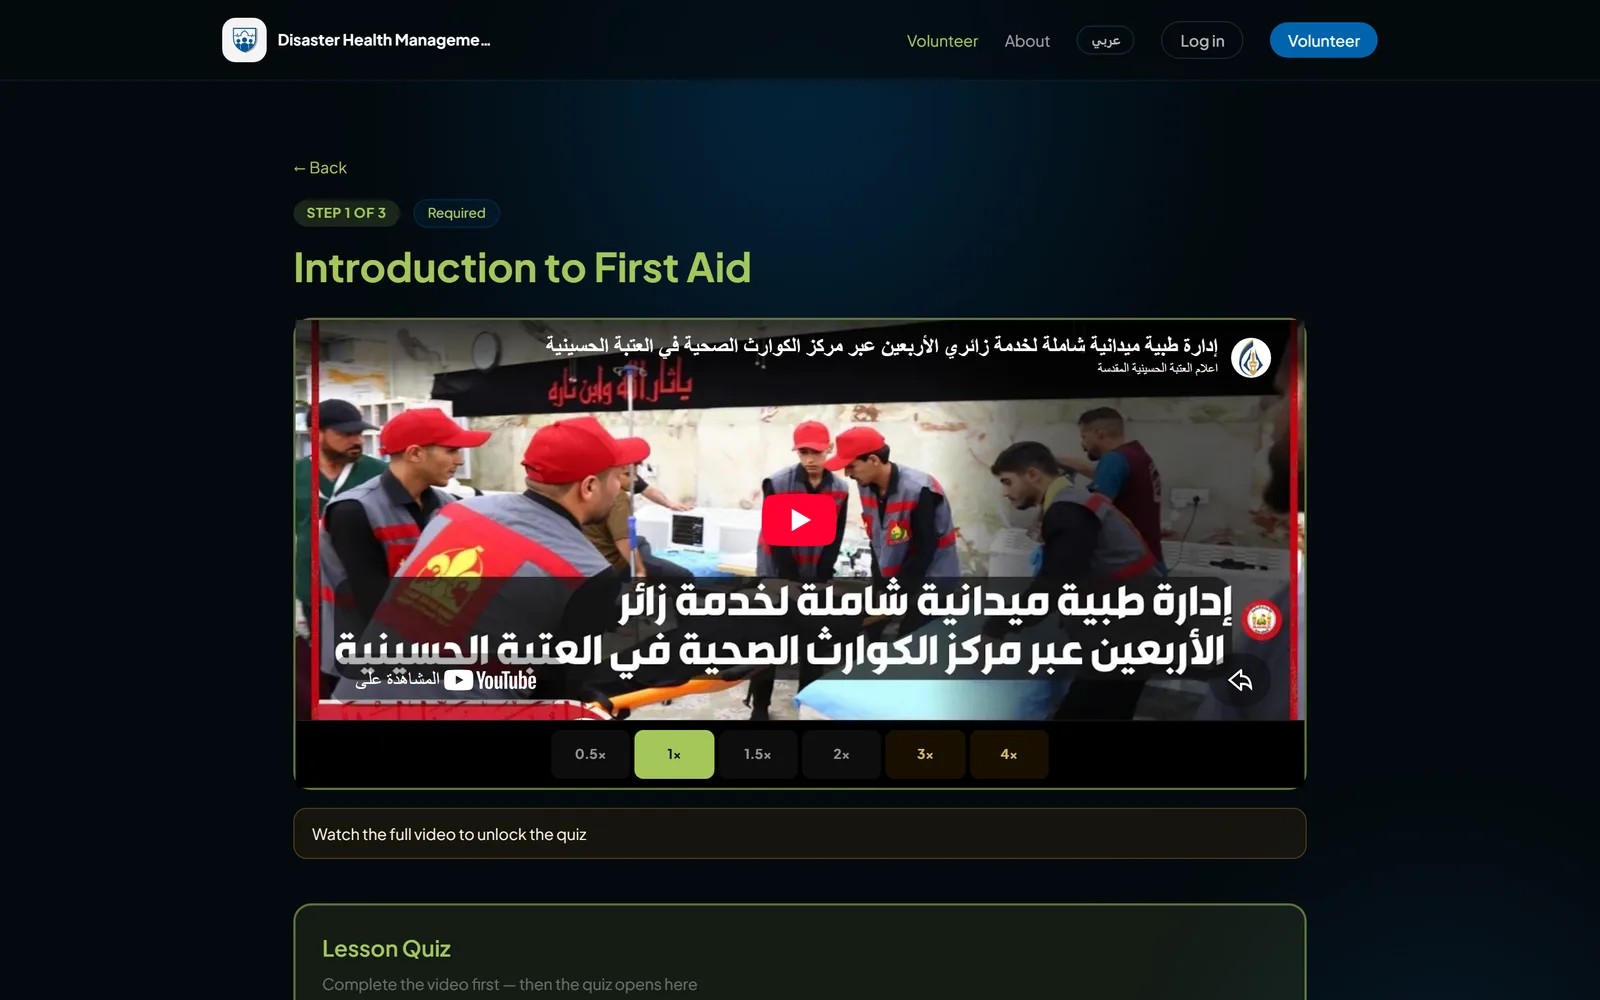 Disaster Health Manageme...
Volunteer
About
عربي
Log in
Volunteer
← Back
STEP 1 OF 3
Required
Introduction to First Aid
إدارة طبية ميدانية شاملة لخدمة زائري الأربعين عبر مركز الكوارث الصحية في العتبة الحسينية
اعلام العتبة الحسينية المقدسة
يالثار الله وابن ثاره
إدارة طبية ميدانية شاملة لخدمة زائر
الأربعين عبر مركز الكوارث الصحية في العتبة الحسينية
المشاهدة على YouTube
0.5×
1×
1.5×
2×
3×
4×
Watch the full video to unlock the quiz
Lesson Quiz
Complete the video first — then the quiz opens here